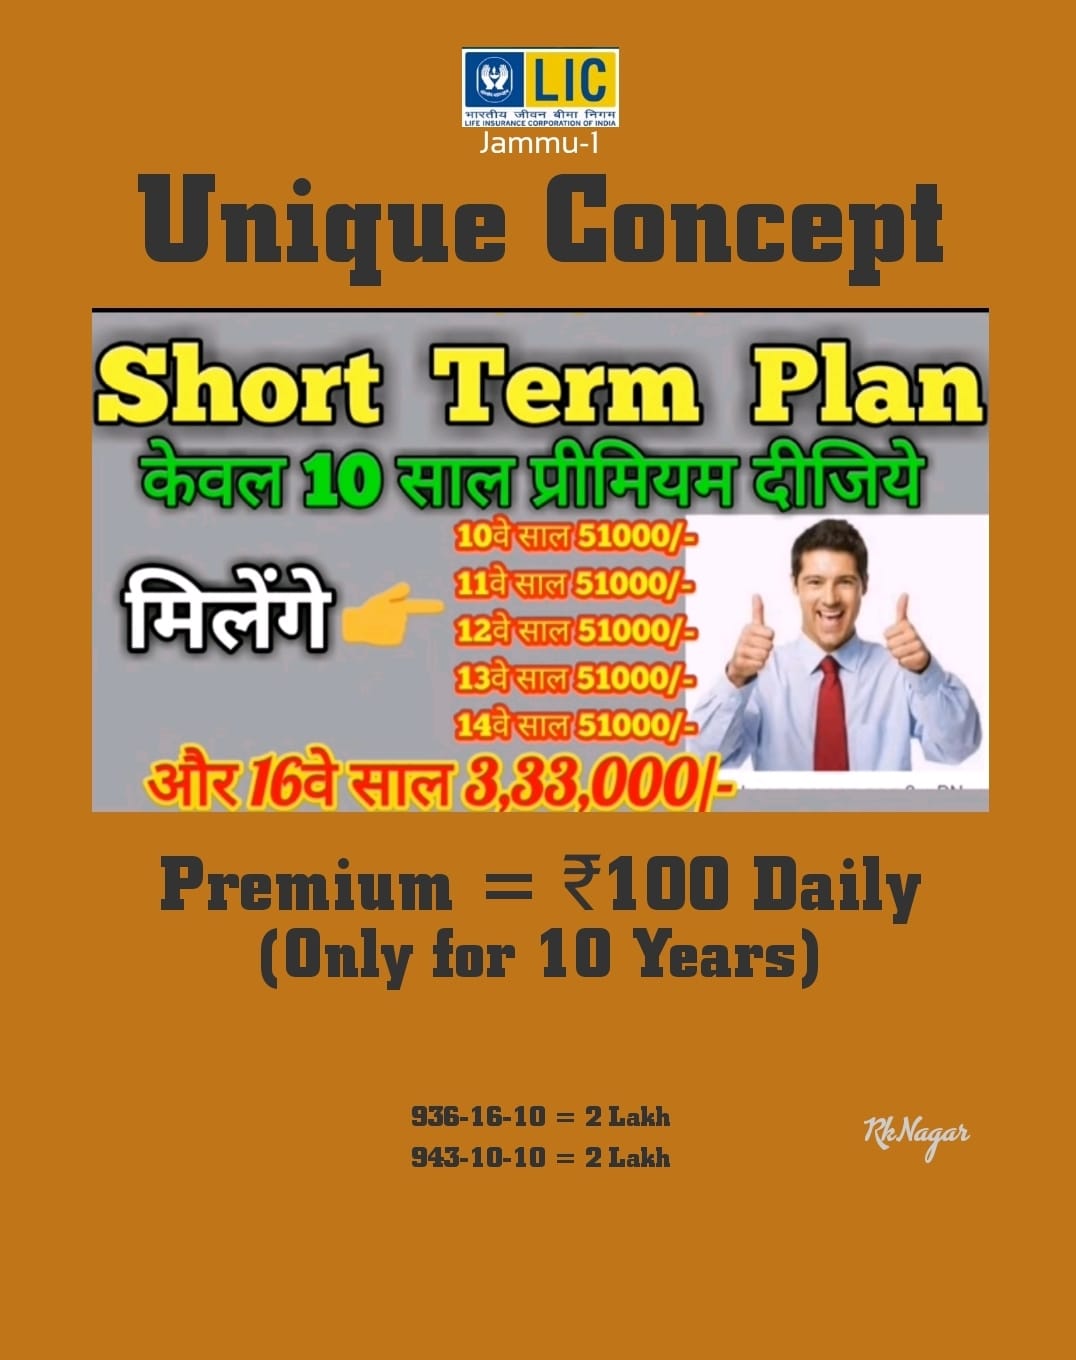 LIC
भारतीय जीवन बीमा निगम
LIFE INSURANCE CORPORATION OF INDIA
Jammu-1
Unique Concept
Short Term Plan
केवल 10 साल प्रीमियम दीजिये
मिलेंगे
10वे साल 51000/-
11वे साल 51000/-
12वे साल 51000/-
13वे साल 51000/-
14वे साल 51000/-
और 16वे साल 3,33,000/-
Premium = ₹100 Daily
(Only for 10 Years)
936-16-10 = 2 Lakh
943-10-10 = 2 Lakh
RkNagar